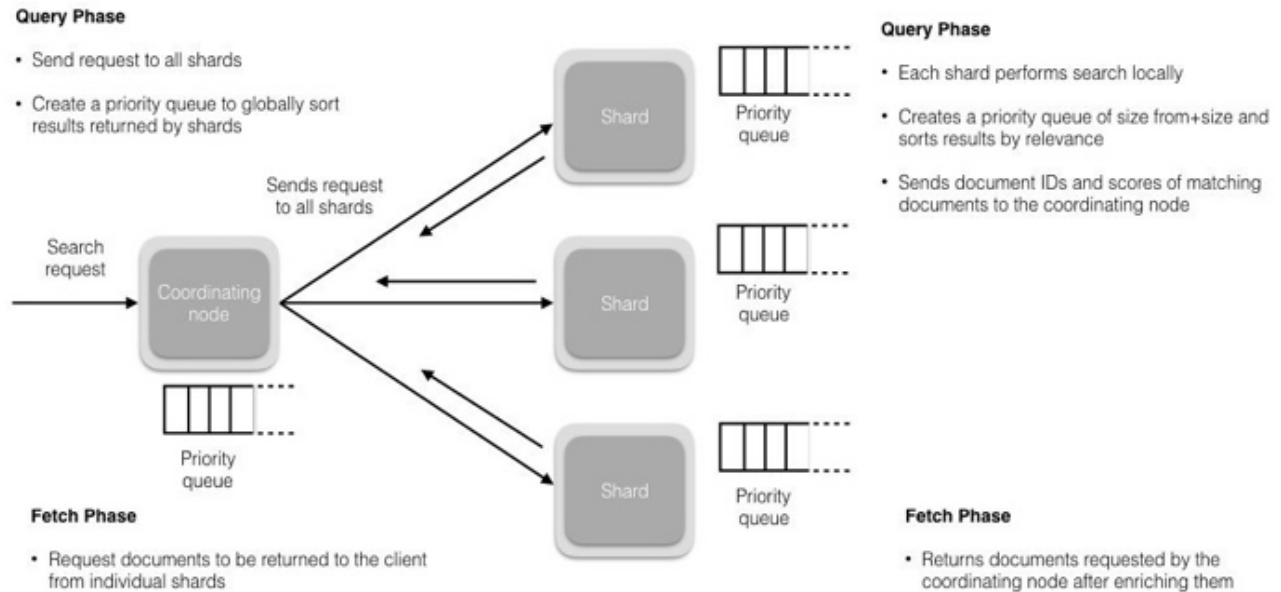 Query Phase
• Send request to all shards
• Create a priority queue to globally sort
results returned by shards
Search
request
Coordinating
node
Priority
queue
Fetch Phase
• Request documents to be returned to the client
from individual shards
Sends request
to all shards
Shard
Priority
queue
Shard
Priority
queue
Shard
Priority
queue
Query Phase
• Each shard performs search locally
• Creates a priority queue of size from+size and
sorts results by relevance
• Sends document IDs and scores of matching
documents to the coordinating node
Fetch Phase
• Returns documents requested by the
coordinating node after enriching them